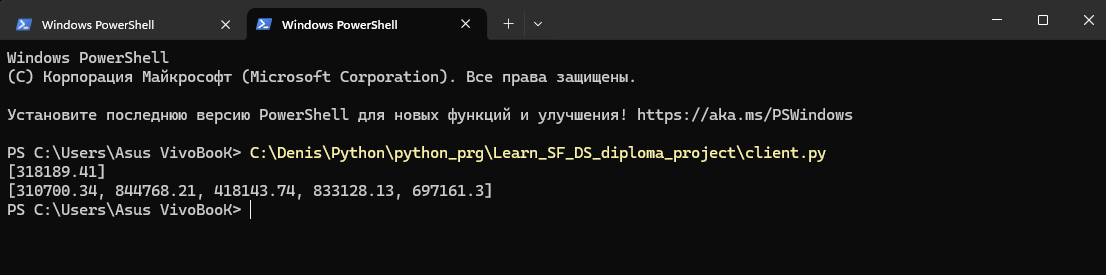 Windows PowerShell
Windows PowerShell
Windows PowerShell
(C) Корпорация Майкрософт (Microsoft Corporation). Все права защищены.
Установите последнюю версию PowerShell для новых функций и улучшения! https://aka.ms/PSWindows
PS C:\Users\Asus VivoBooK> C:\Denis\Python\python_prg\Learn_SF_DS_diploma_project\client.py
[318189.41]
[310700.34, 844768.21, 418143.74, 833128.13, 697161.3]
PS C:\Users\Asus VivoBooK>